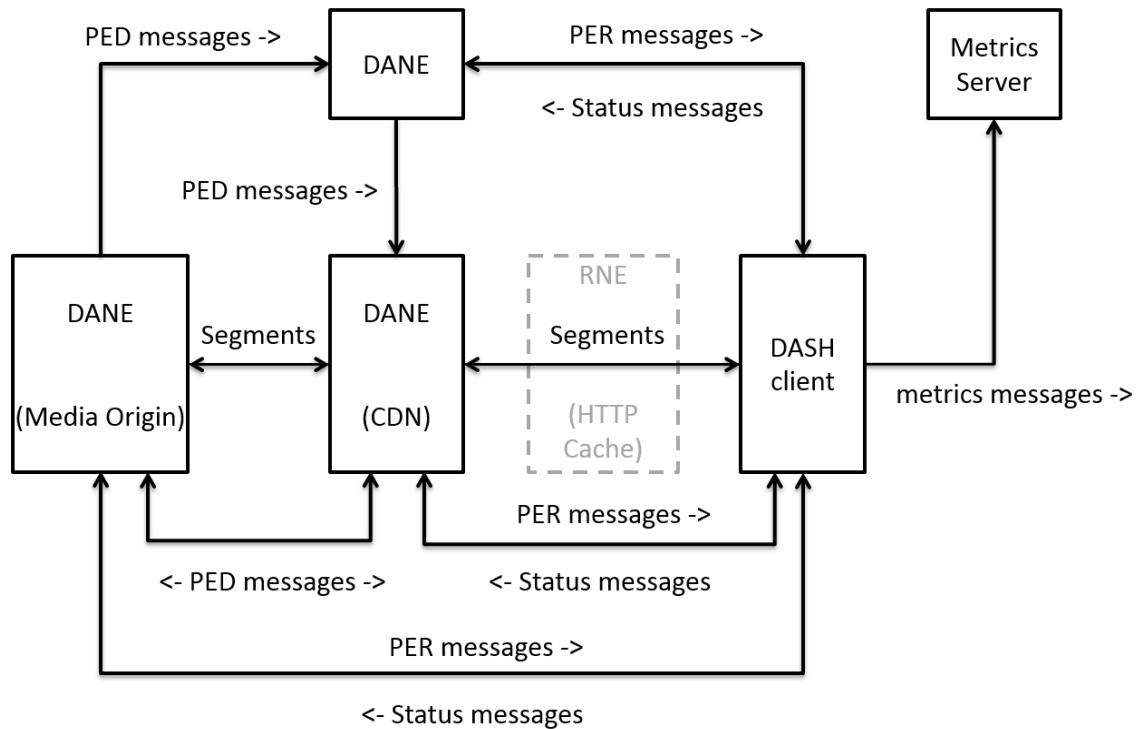 PED messages ->
DANE
PER messages ->
<- Status messages
Metrics
Server
PED messages ->
DANE
(Media Origin)
Segments
DANE
(CDN)
RNE
Segments
(HTTP
Cache)
DASH
client
metrics messages ->
PER messages ->
<- PED messages ->
<- Status messages
PER messages ->
<- Status messages